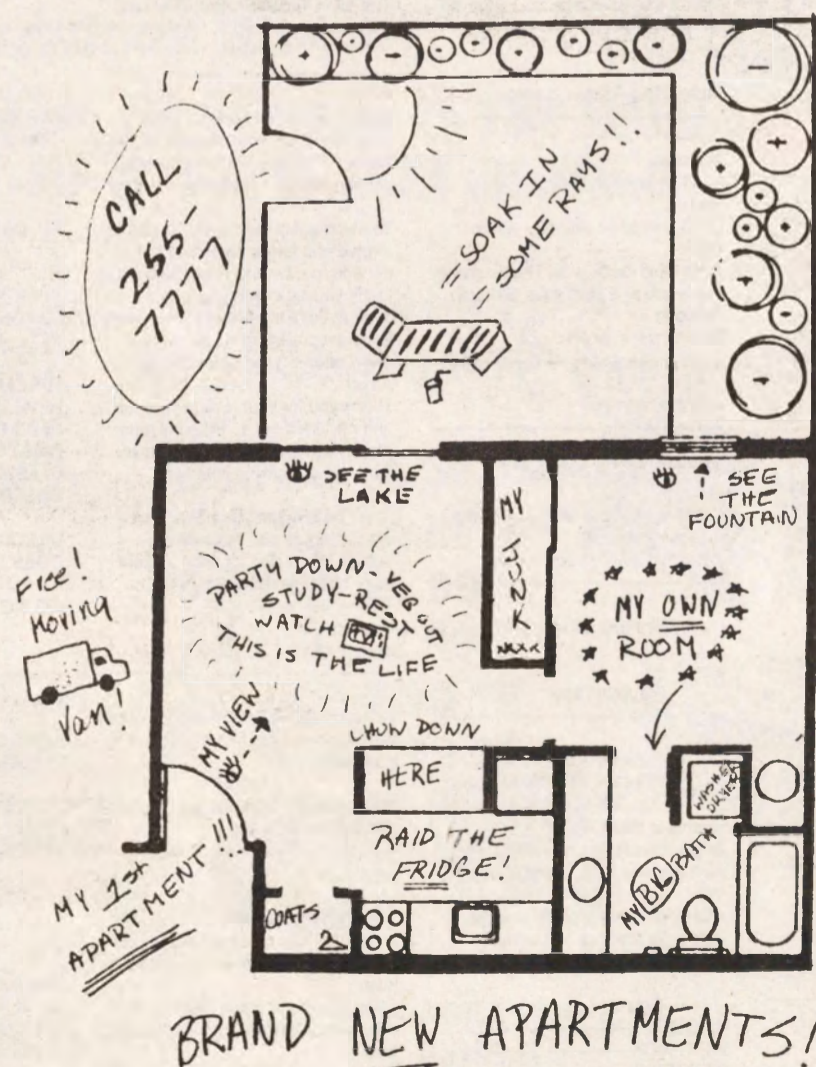 CALL
255-
7777
=SOAK IN
=SOME RAYS!!
SEE THE
LAKE
SEE
THE
FOUNTAIN
MY
PARTY DOWN - VEG OUT
STUDY-REST
WATCH TV
THIS IS THE LIFE
MY OWN
ROOM
Free!
Moving
Van!
MY VIEW
CHOW DOWN
HERE
WASHER
DRYER
RAID THE
FRIDGE!
MY BIG BATH
MY 1st
APARTMENT!!!
COATS
BRAND NEW APARTMENTS!